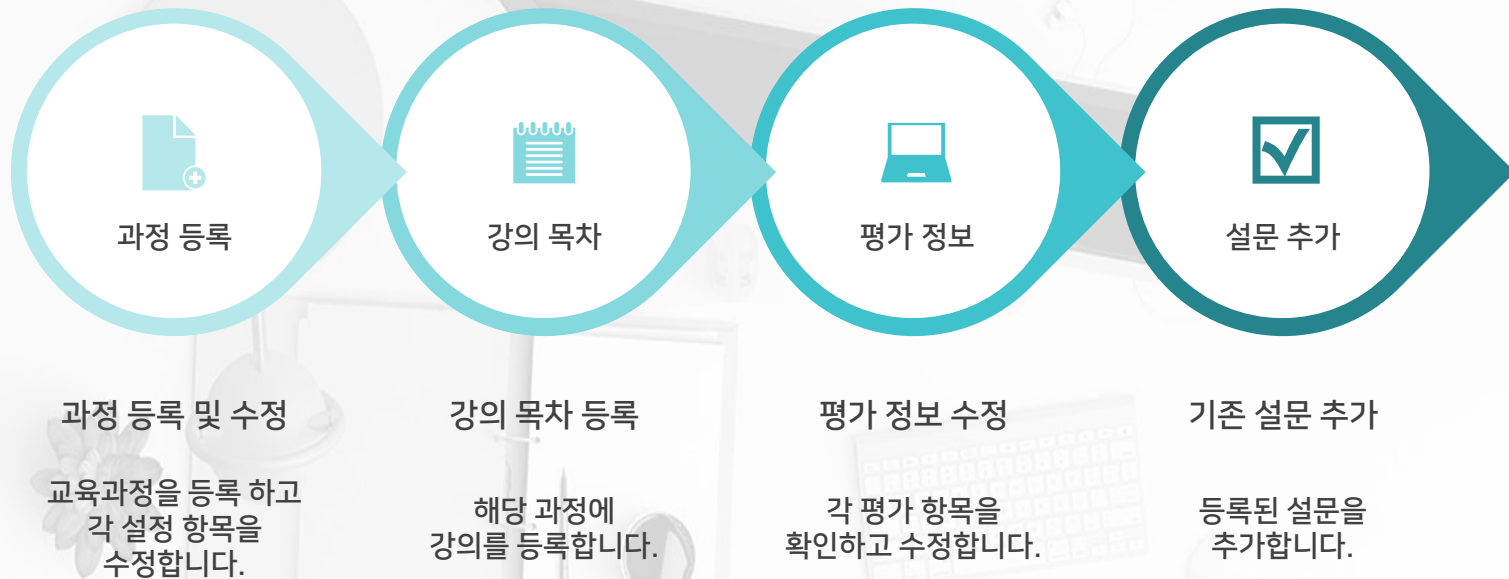 과정 등록
강의 목차
평가 정보
설문 추가
과정 등록 및 수정
교육과정을 등록 하고
각 설정 항목을
수정합니다.
강의 목차 등록
해당 과정에
강의를 등록합니다.
평가 정보 수정
각 평가 항목을
확인하고 수정합니다.
기존 설문 추가
등록된 설문을
추가합니다.